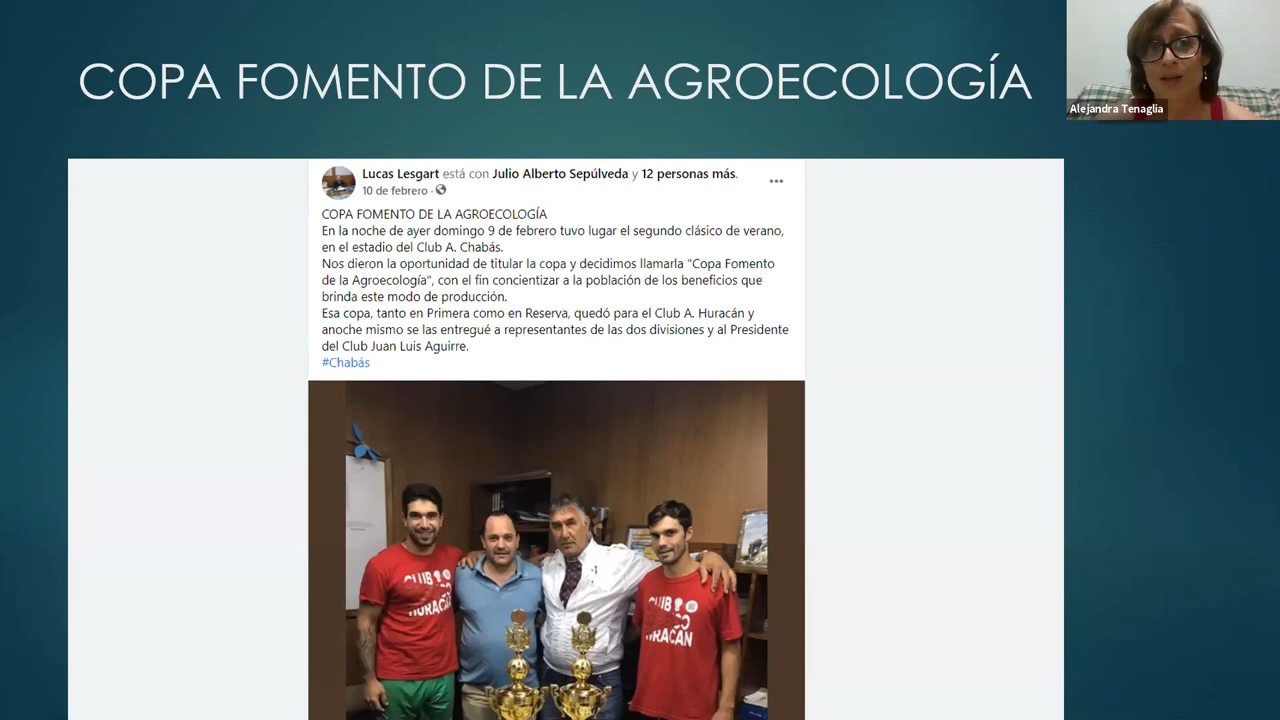 COPA FOMENTO DE LA AGROECOLOGÍA
Alejandra Tenaglia
Lucas Lesgart está con Julio Alberto Sepúlveda y 12 personas más.
10 de febrero ·
COPA FOMENTO DE LA AGROECOLOGÍA
En la noche de ayer domingo 9 de febrero tuvo lugar el segundo clásico de verano,
en el estadio del Club A. Chabás.
Nos dieron la oportunidad de titular la copa y decidimos llamarla "Copa Fomento
de la Agroecología", con el fin concientizar a la población de los beneficios que
brinda este modo de producción.
Esa copa, tanto en Primera como en Reserva, quedó para el Club A. Huracán y
anoche mismo se las entregué a representantes de las dos divisiones y al Presidente
del Club Juan Luis Aguirre.
#Chabás
CLUB
HURACÁN
CLUB